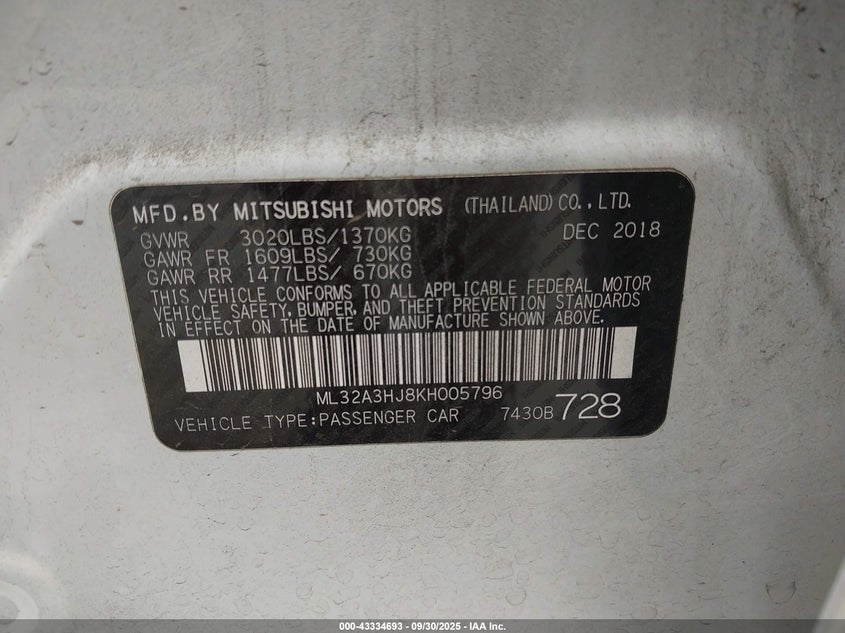 MFD.BY MITSUBISHI MOTORS (THAILAND) CO., LTD.
GVWR 3020LBS/1370KG DEC 2018
GAWR FR 1609LBS/ 730KG
GAWR RR 1477LBS/ 670KG
THIS VEHICLE CONFORMS TO ALL APPLICABLE FEDERAL MOTOR
VEHICLE SAFETY, BUMPER, AND THEFT PREVENTION STANDARDS
IN EFFECT ON THE DATE OF MANUFACTURE SHOWN ABOVE.
ML32A3HJ8KH005796
VEHICLE TYPE:PASSENGER CAR 7430B 728
000-43334693 - 09/30/2025 - IAA Inc.